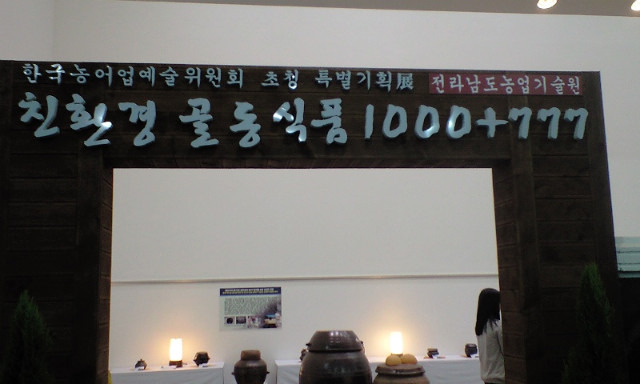 한국농어업예술위원회 초청 특별기획展 전라남도농업기술원
친환경 골동식품 1000+777